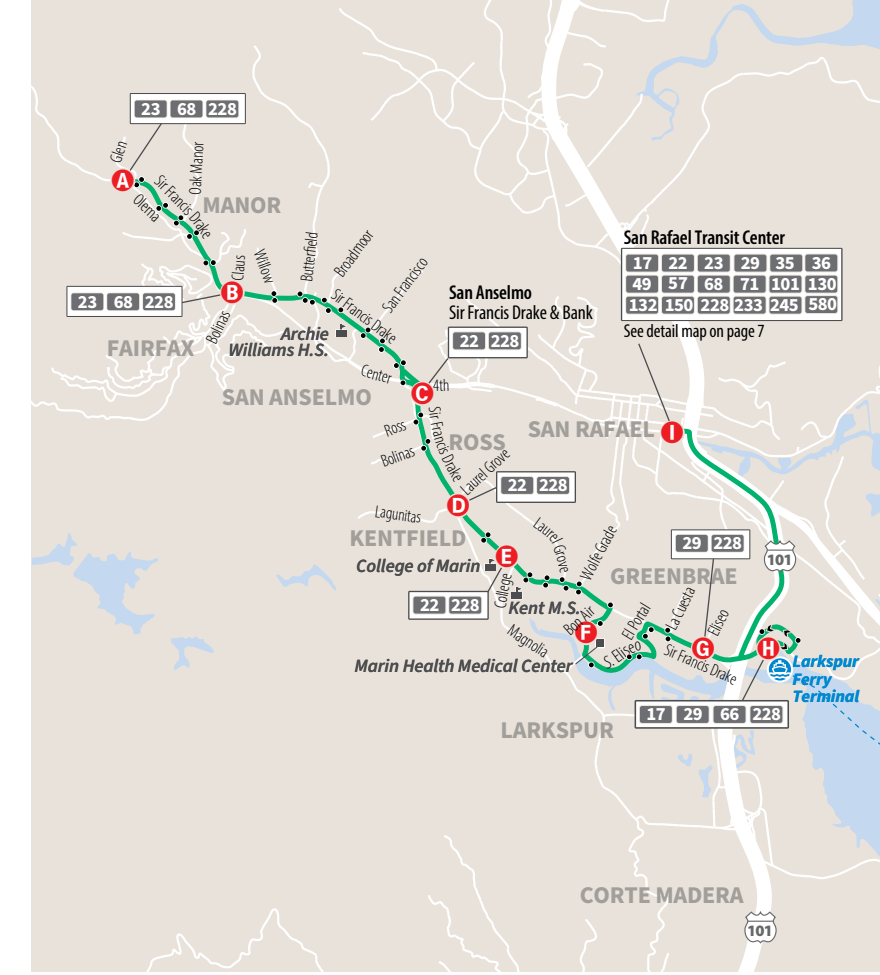 23 68 228
Glen
A
Oak Manor
Sir Francis Drake
Olema
MANOR
San Rafael Transit Center
17 22 23 29 35 36
49 57 68 71 101 130
132 150 228 233 245 580
See detail map on page 7
Claus
Willow
Butterfield
Broadmoor
San Francisco
B
23 68 228
Bolinas
FAIRFAX
Sir Francis Drake
Archie
Williams H.S.
San Anselmo
Sir Francis Drake & Bank
22 228
Center
C
4th
SAN ANSELMO
Ross
Bolinas
Sir Francis Drake
ROSS
SAN RAFAEL
I
Laurel Grove
22 228
D
Lagunitas
KENTFIELD
Laurel Grove
Wolfe Grade
29 228
101
College of Marin
E
College
22 228
Kent M.S.
GREENBRAE
Magnolia
Bon Air
F
El Portal
La Cuesta
Eliseo
S. Eliseo
Sir Francis Drake
G
H
Marin Health Medical Center
Larkspur
Ferry
Terminal
17 29 66 228
LARKSPUR
CORTE MADERA
101